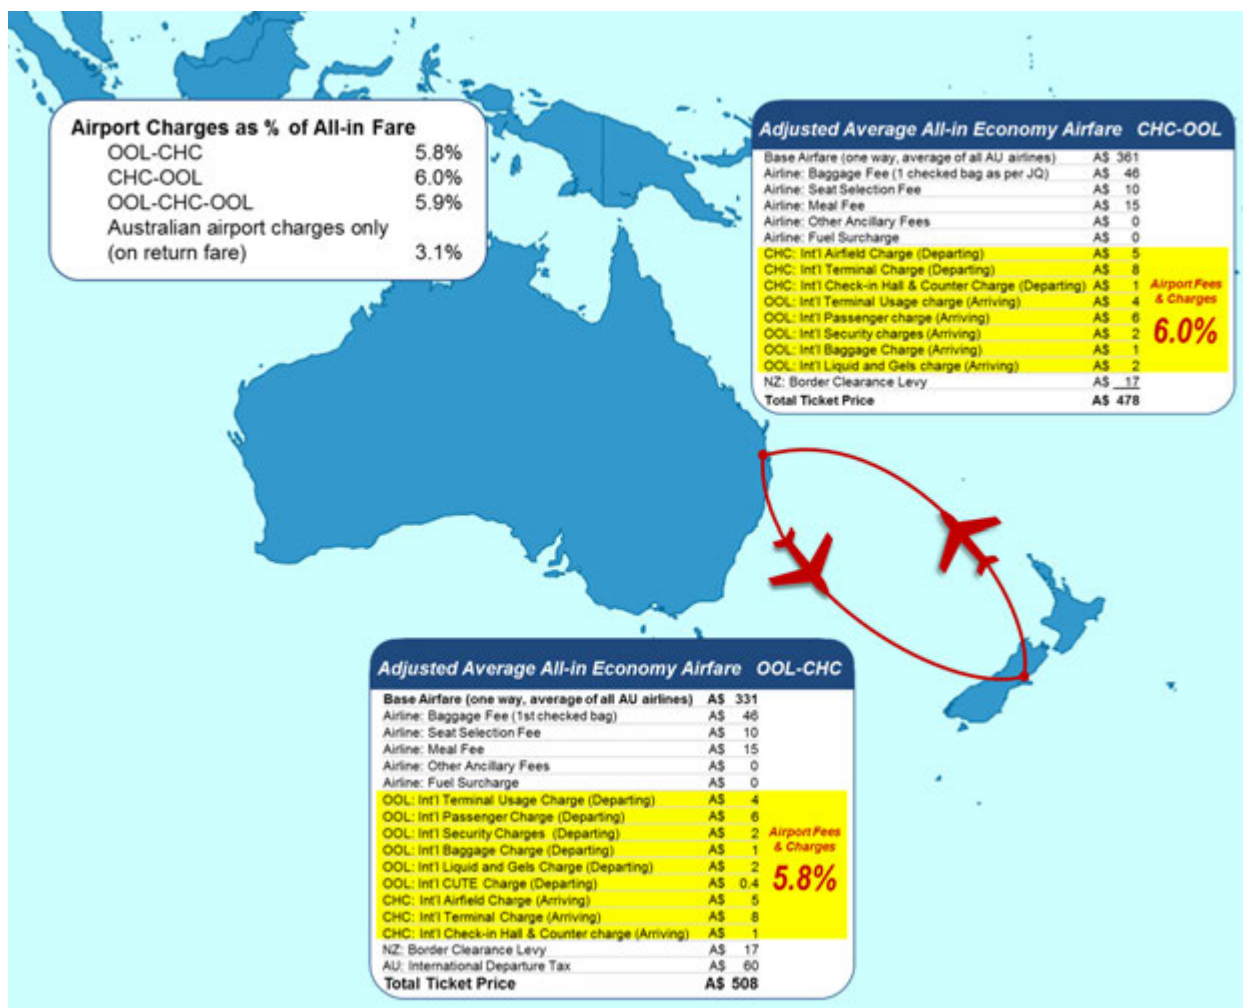 Airport Charges as % of All-in Fare
OOL-CHC 5.8%
CHC-OOL 6.0%
OOL-CHC-OOL 5.9%
Australian airport charges only
(on return fare) 3.1%
Adjusted Average All-in Economy Airfare CHC-OOL
Base Airfare (one way, average of all AU airlines) A$ 361
Airline: Baggage Fee (1 checked bag as per JQ) A$ 46
Airline: Seat Selection Fee A$ 10
Airline: Meal Fee A$ 15
Airline: Other Ancillary Fees A$ 0
Airline: Fuel Surcharge A$ 0
CHC: Int'l Airfield Charge (Departing) A$ 5
CHC: Int'l Terminal Charge (Departing) A$ 8
CHC: Int'l Check-in Hall & Counter Charge (Departing) A$ 1
OOL: Int'l Terminal Usage charge (Arriving) A$ 4
OOL: Int'l Passenger charge (Arriving) A$ 6
OOL: Int'l Security charges (Arriving) A$ 2
OOL: Int'l Baggage Charge (Arriving) A$ 1
OOL: Int'l Liquid and Gels charge (Arriving) A$ 2
Airport Fees
& Charges
6.0%
NZ: Border Clearance Levy A$ 17
Total Ticket Price A$ 478
Adjusted Average All-in Economy Airfare OOL-CHC
Base Airfare (one way, average of all AU airlines) A$ 331
Airline: Baggage Fee (1st checked bag) A$ 46
Airline: Seat Selection Fee A$ 10
Airline: Meal Fee A$ 15
Airline: Other Ancillary Fees A$ 0
Airline: Fuel Surcharge A$ 0
OOL: Int'l Terminal Usage Charge (Departing) A$ 4
OOL: Int'l Passenger Charge (Departing) A$ 6
OOL: Int'l Security Charges (Departing) A$ 2
OOL: Int'l Baggage Charge (Departing) A$ 1
OOL: Int'l Liquid and Gels Charge (Departing) A$ 2
OOL: Int'l CUTE Charge (Departing) A$ 0.4
CHC: Int'l Airfield Charge (Arriving) A$ 5
CHC: Int'l Terminal Charge (Arriving) A$ 8
CHC: Int'l Check-in Hall & Counter charge (Arriving) A$ 1
Airport Fees
& Charges
5.8%
NZ: Border Clearance Levy A$ 17
AU: International Departure Tax A$ 60
Total Ticket Price A$ 508